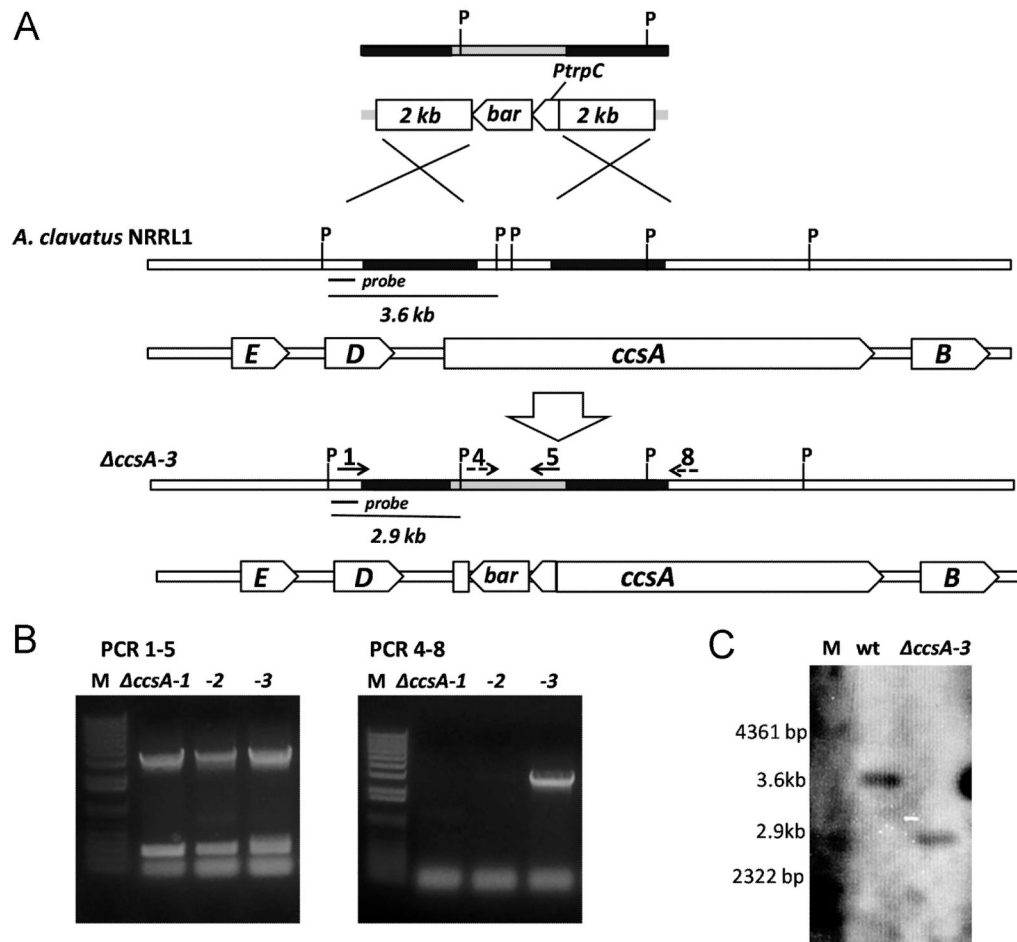 A
P P
PtrpC
2 kb bar 2 kb
A. clavatus NRRL1
P P P P P
probe
3.6 kb
E D ccsA B
ΔccsA-3
P 1 P 4 5 P 8 P
probe
2.9 kb
E D bar ccsA B
B
PCR 1-5
M ΔccsA-1 -2 -3
PCR 4-8
M ΔccsA-1 -2 -3
C
M wt ΔccsA-3
4361 bp
3.6kb
2.9kb
2322 bp